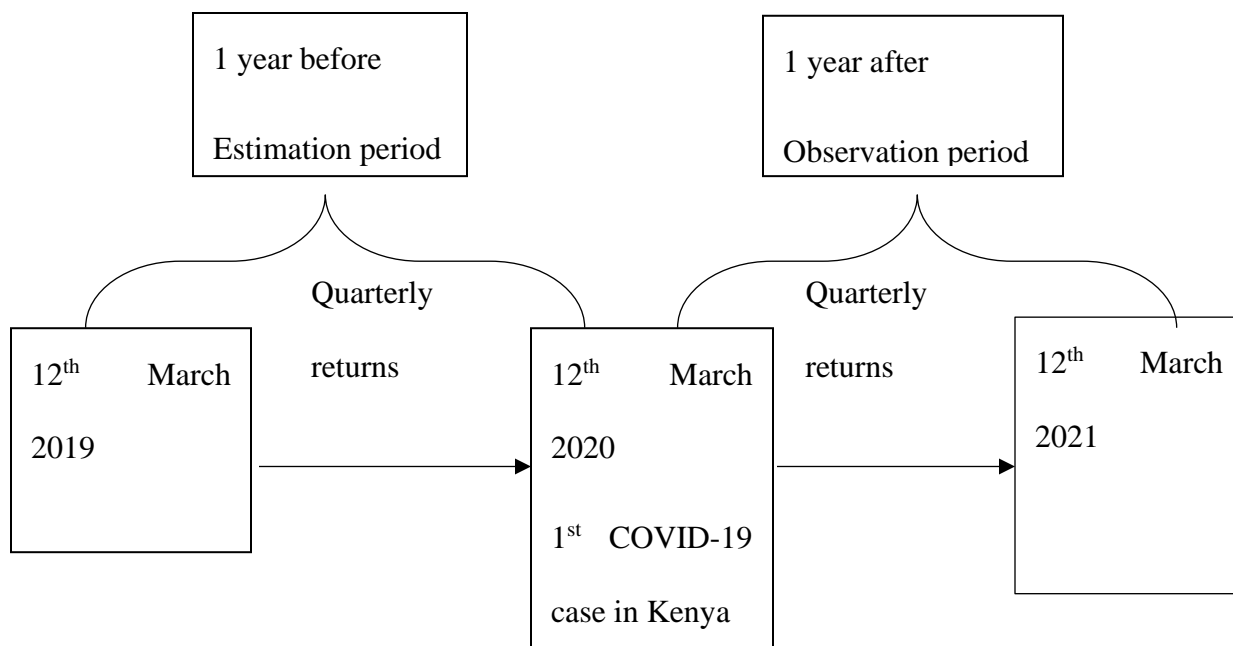 1 year before
Estimation period
1 year after
Observation period
Quarterly
returns
Quarterly
returns
12th March
2019
12th March
2020
1st COVID-19
case in Kenya
12th March
2021